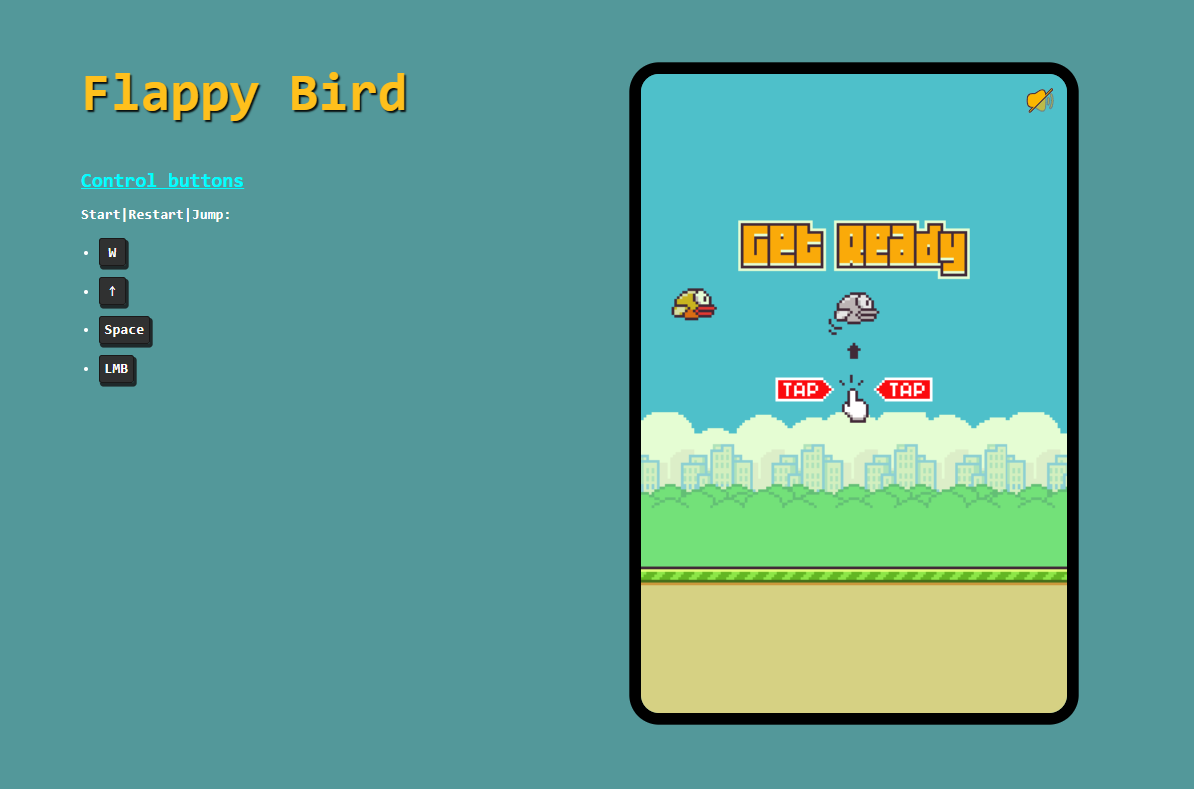 Flappy Bird
Control buttons
Start|Restart|Jump:
W
↑
Space
LMB
Get Ready
TAP TAP